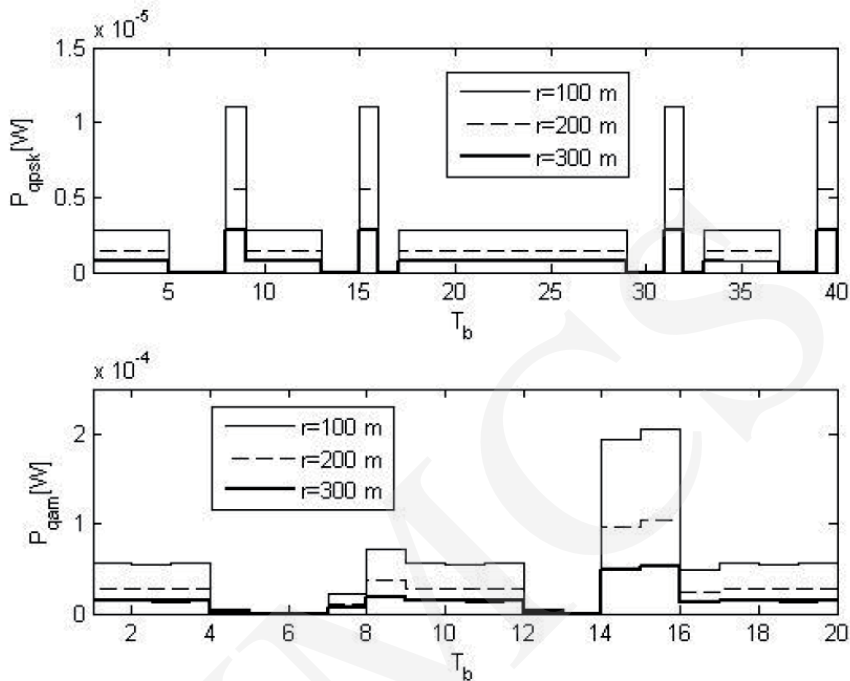 x 10^-5
1.5
1
0.5
0
P_qpsk[W]
r=100 m
r=200 m
r=300 m
5 10 15 20 25 30 35 40
T_b
x 10^-4
2
1
0
P_qam[W]
r=100 m
r=200 m
r=300 m
2 4 6 8 10 12 14 16 18 20
T_b